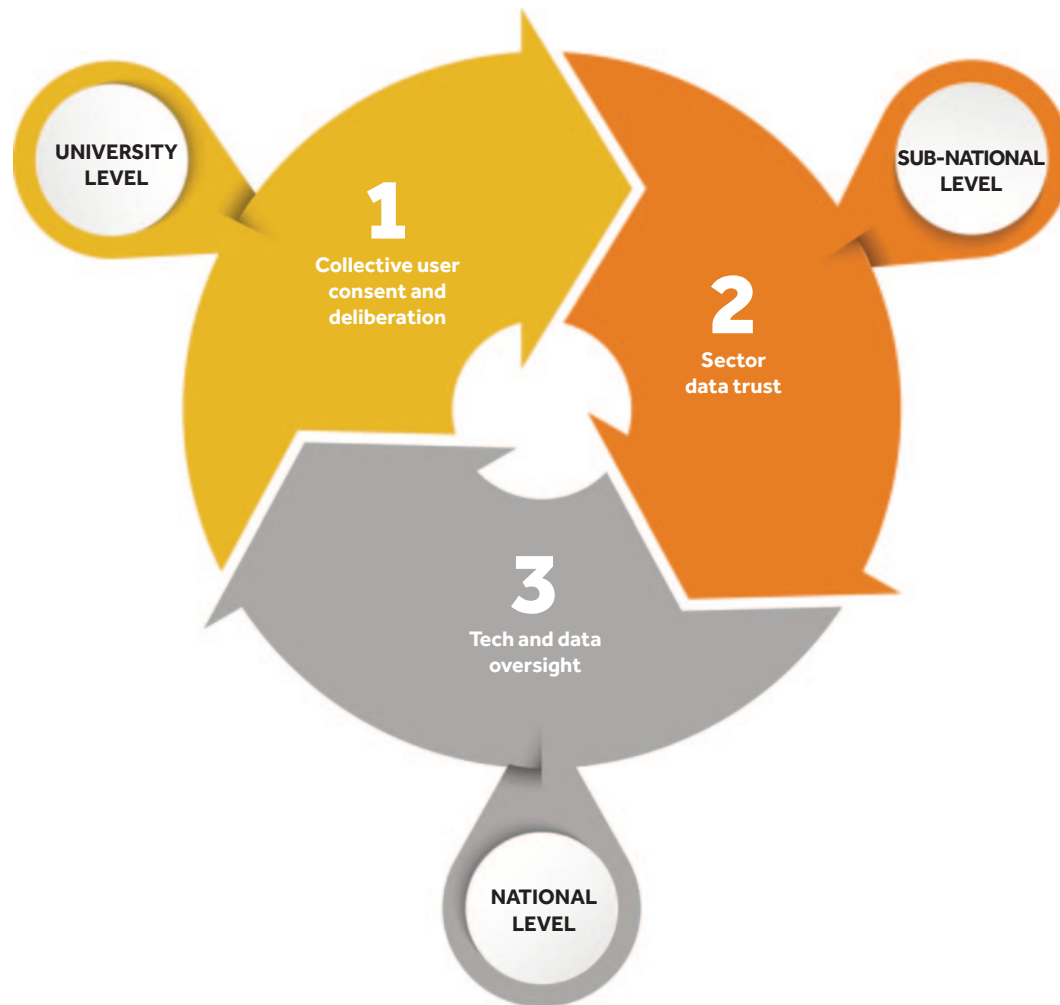 UNIVERSITY
LEVEL
1
Collective user
consent and
deliberation
SUB-NATIONAL
LEVEL
2
Sector
data trust
3
Tech and data
oversight
NATIONAL
LEVEL